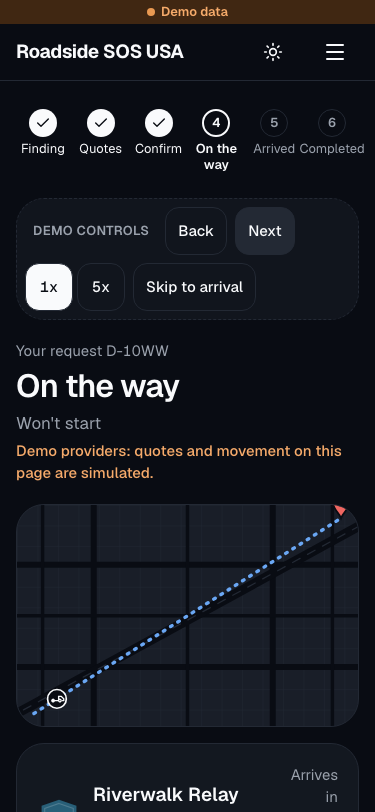 Demo data
Roadside SOS USA
4 5 6
Finding Quotes Confirm On the way Arrived Completed
DEMO CONTROLS Back Next
1x 5x Skip to arrival
Your request D-10WW
On the way
Won't start
Demo providers: quotes and movement on this
page are simulated.
Arrives
in
Riverwalk Relay